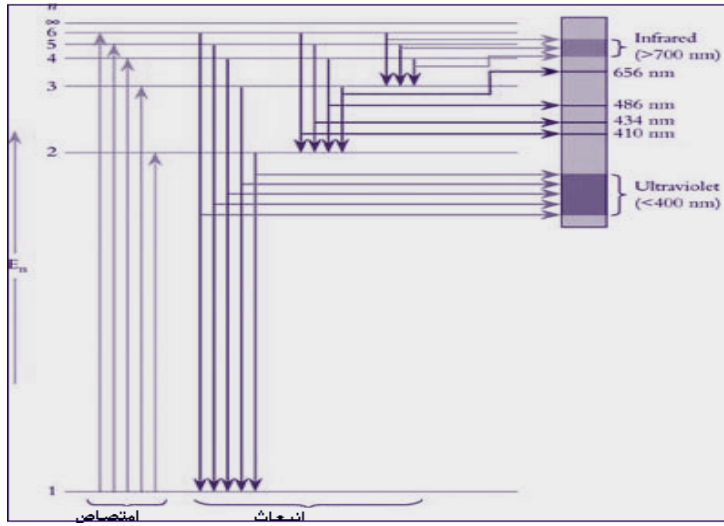 n
∞
6
5
4
3
2
1
En
Infrared
(>700 nm)
656 nm
486 nm
434 nm
410 nm
Ultraviolet
(<400 nm)
امتصاص
انبعاث